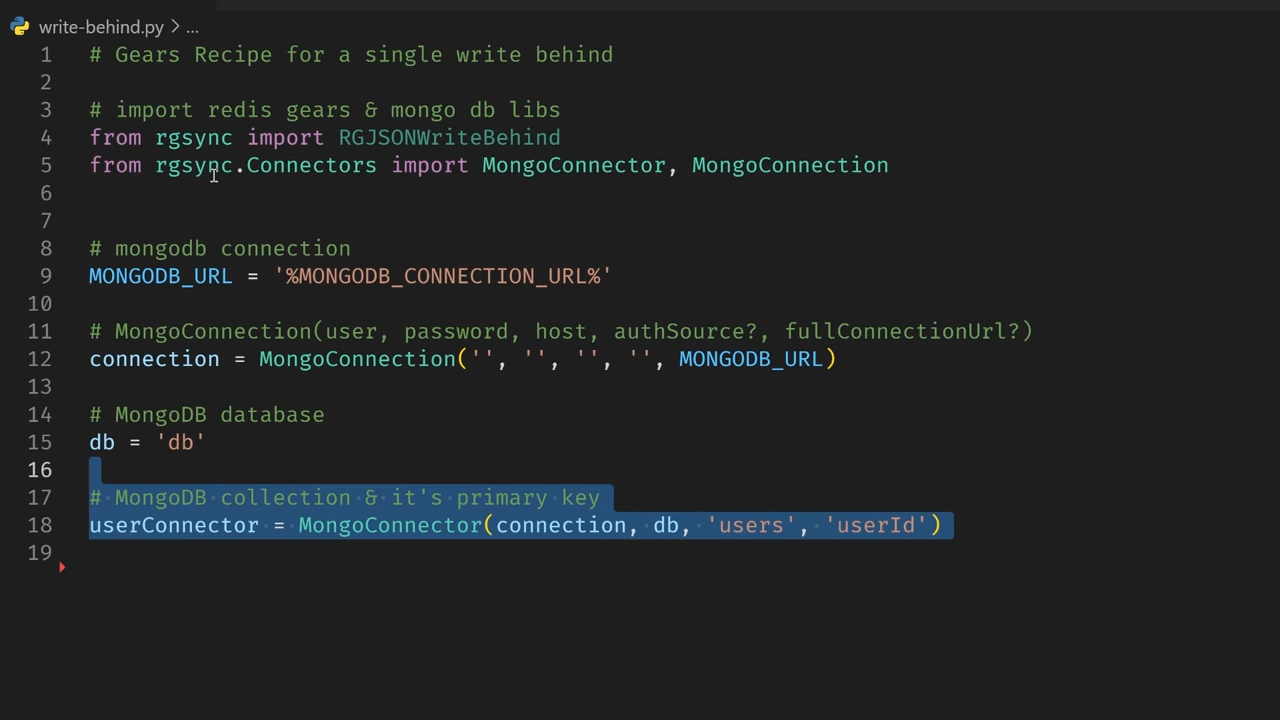 write-behind.py > ...
1 # Gears Recipe for a single write behind
2
3 # import redis gears & mongo db libs
4 from rgsync import RGJSONWriteBehind
5 from rgsync.Connectors import MongoConnector, MongoConnection
6
7
8 # mongodb connection
9 MONGODB_URL = '%MONGODB_CONNECTION_URL%'
10
11 # MongoConnection(user, password, host, authSource?, fullConnectionUrl?)
12 connection = MongoConnection('', '', '', '', MONGODB_URL)
13
14 # MongoDB database
15 db = 'db'
16
17 # MongoDB collection & it's primary key
18 userConnector = MongoConnector(connection, db, 'users', 'userId')
19